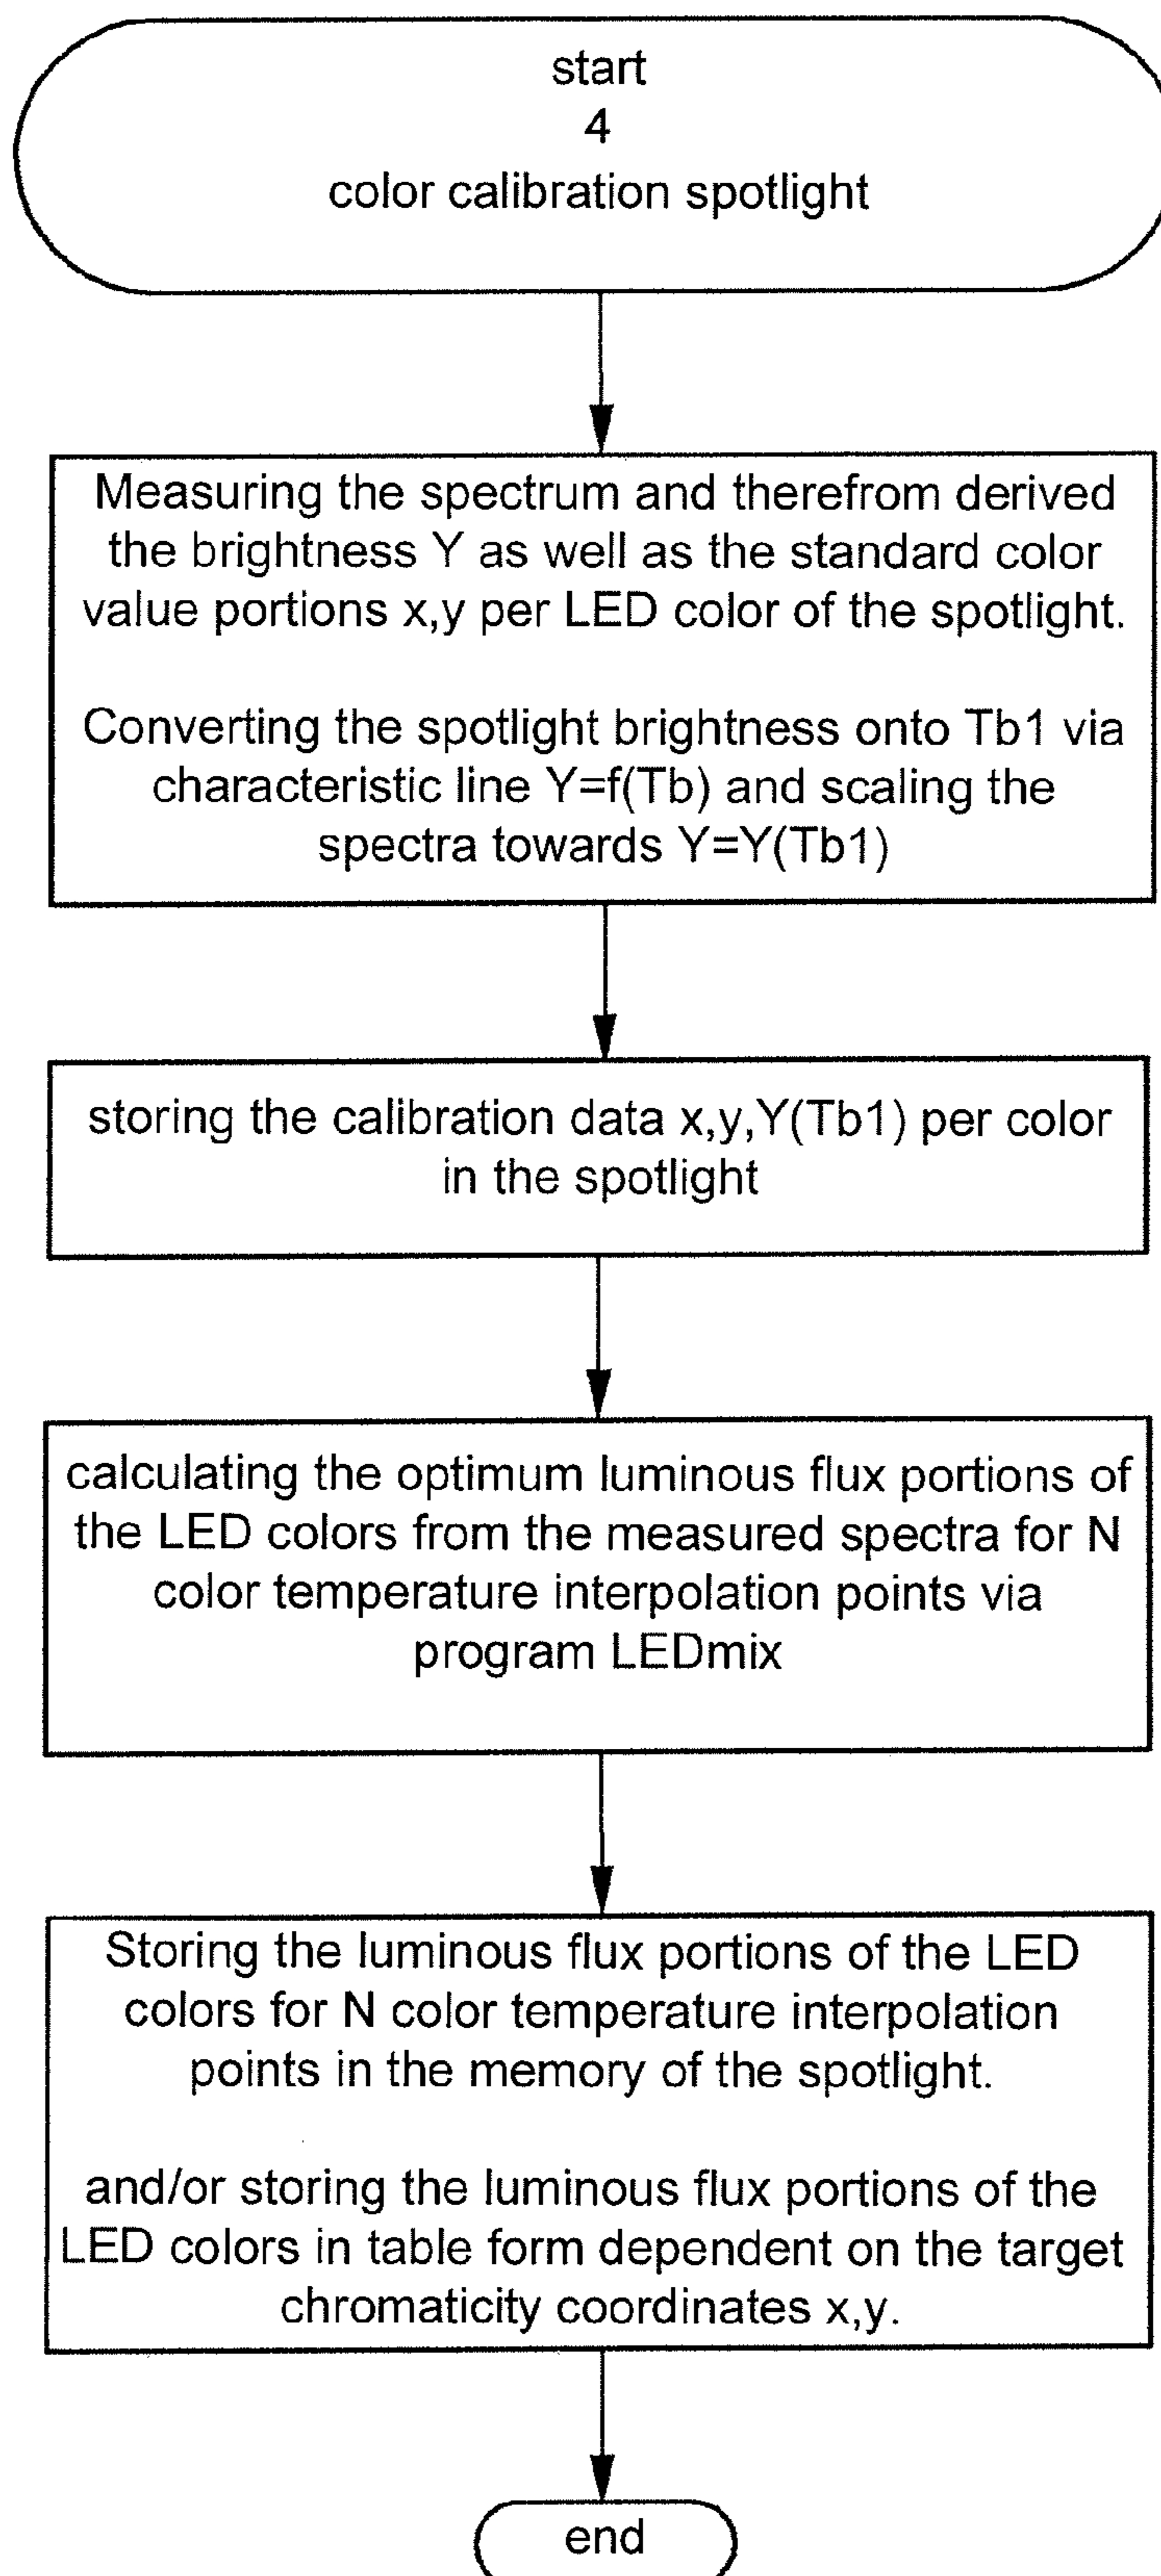 start
4
color calibration spotlight
Measuring the spectrum and therefrom derived
the brightness Y as well as the standard color
value portions x,y per LED color of the spotlight.
Converting the spotlight brightness onto Tb1 via
characteristic line Y=f(Tb) and scaling the
spectra towards Y=Y(Tb1)
storing the calibration data x,y,Y(Tb1) per color
in the spotlight
calculating the optimum luminous flux portions of
the LED colors from the measured spectra for N
color temperature interpolation points via
program LEDmix
Storing the luminous flux portions of the LED
colors for N color temperature interpolation
points in the memory of the spotlight.
and/or storing the luminous flux portions of the
LED colors in table form dependent on the target
chromaticity coordinates x,y.
end